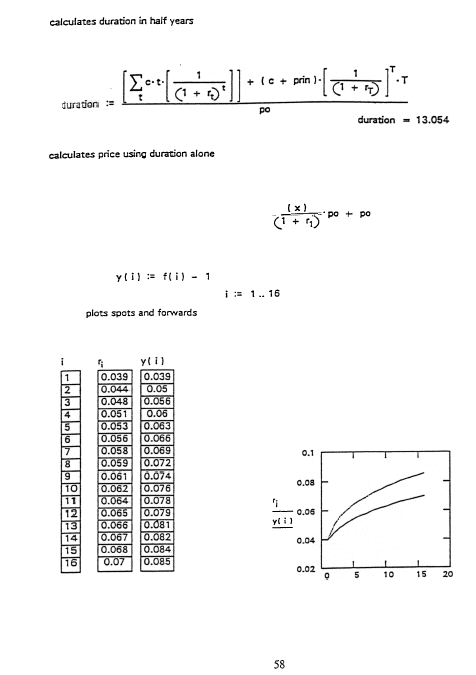 calculates duration in half years
duration := [ [ ∑ t c·t·[ 1 / (1 + rt)^t ] ] + ( c + prin )·[ 1 / (1 + rT) ]^T ·T ] / po
duration = 13.054
calculates price using duration alone
- (x) / (1 + r1) · po + po
y( i ) := f( i ) - 1
i := 1 .. 16
plots spots and forwards
i ri y( i )
1 0.039 0.039
2 0.044 0.05
3 0.048 0.056
4 0.051 0.06
5 0.053 0.063
6 0.056 0.066
7 0.058 0.069
8 0.059 0.072
9 0.061 0.074
10 0.062 0.076
11 0.064 0.078
12 0.065 0.079
13 0.066 0.081
14 0.067 0.082
15 0.068 0.084
16 0.07 0.085
0.1
0.08
ri
0.06
y( i )
0.04
0.02
0 5 10 15 20
58